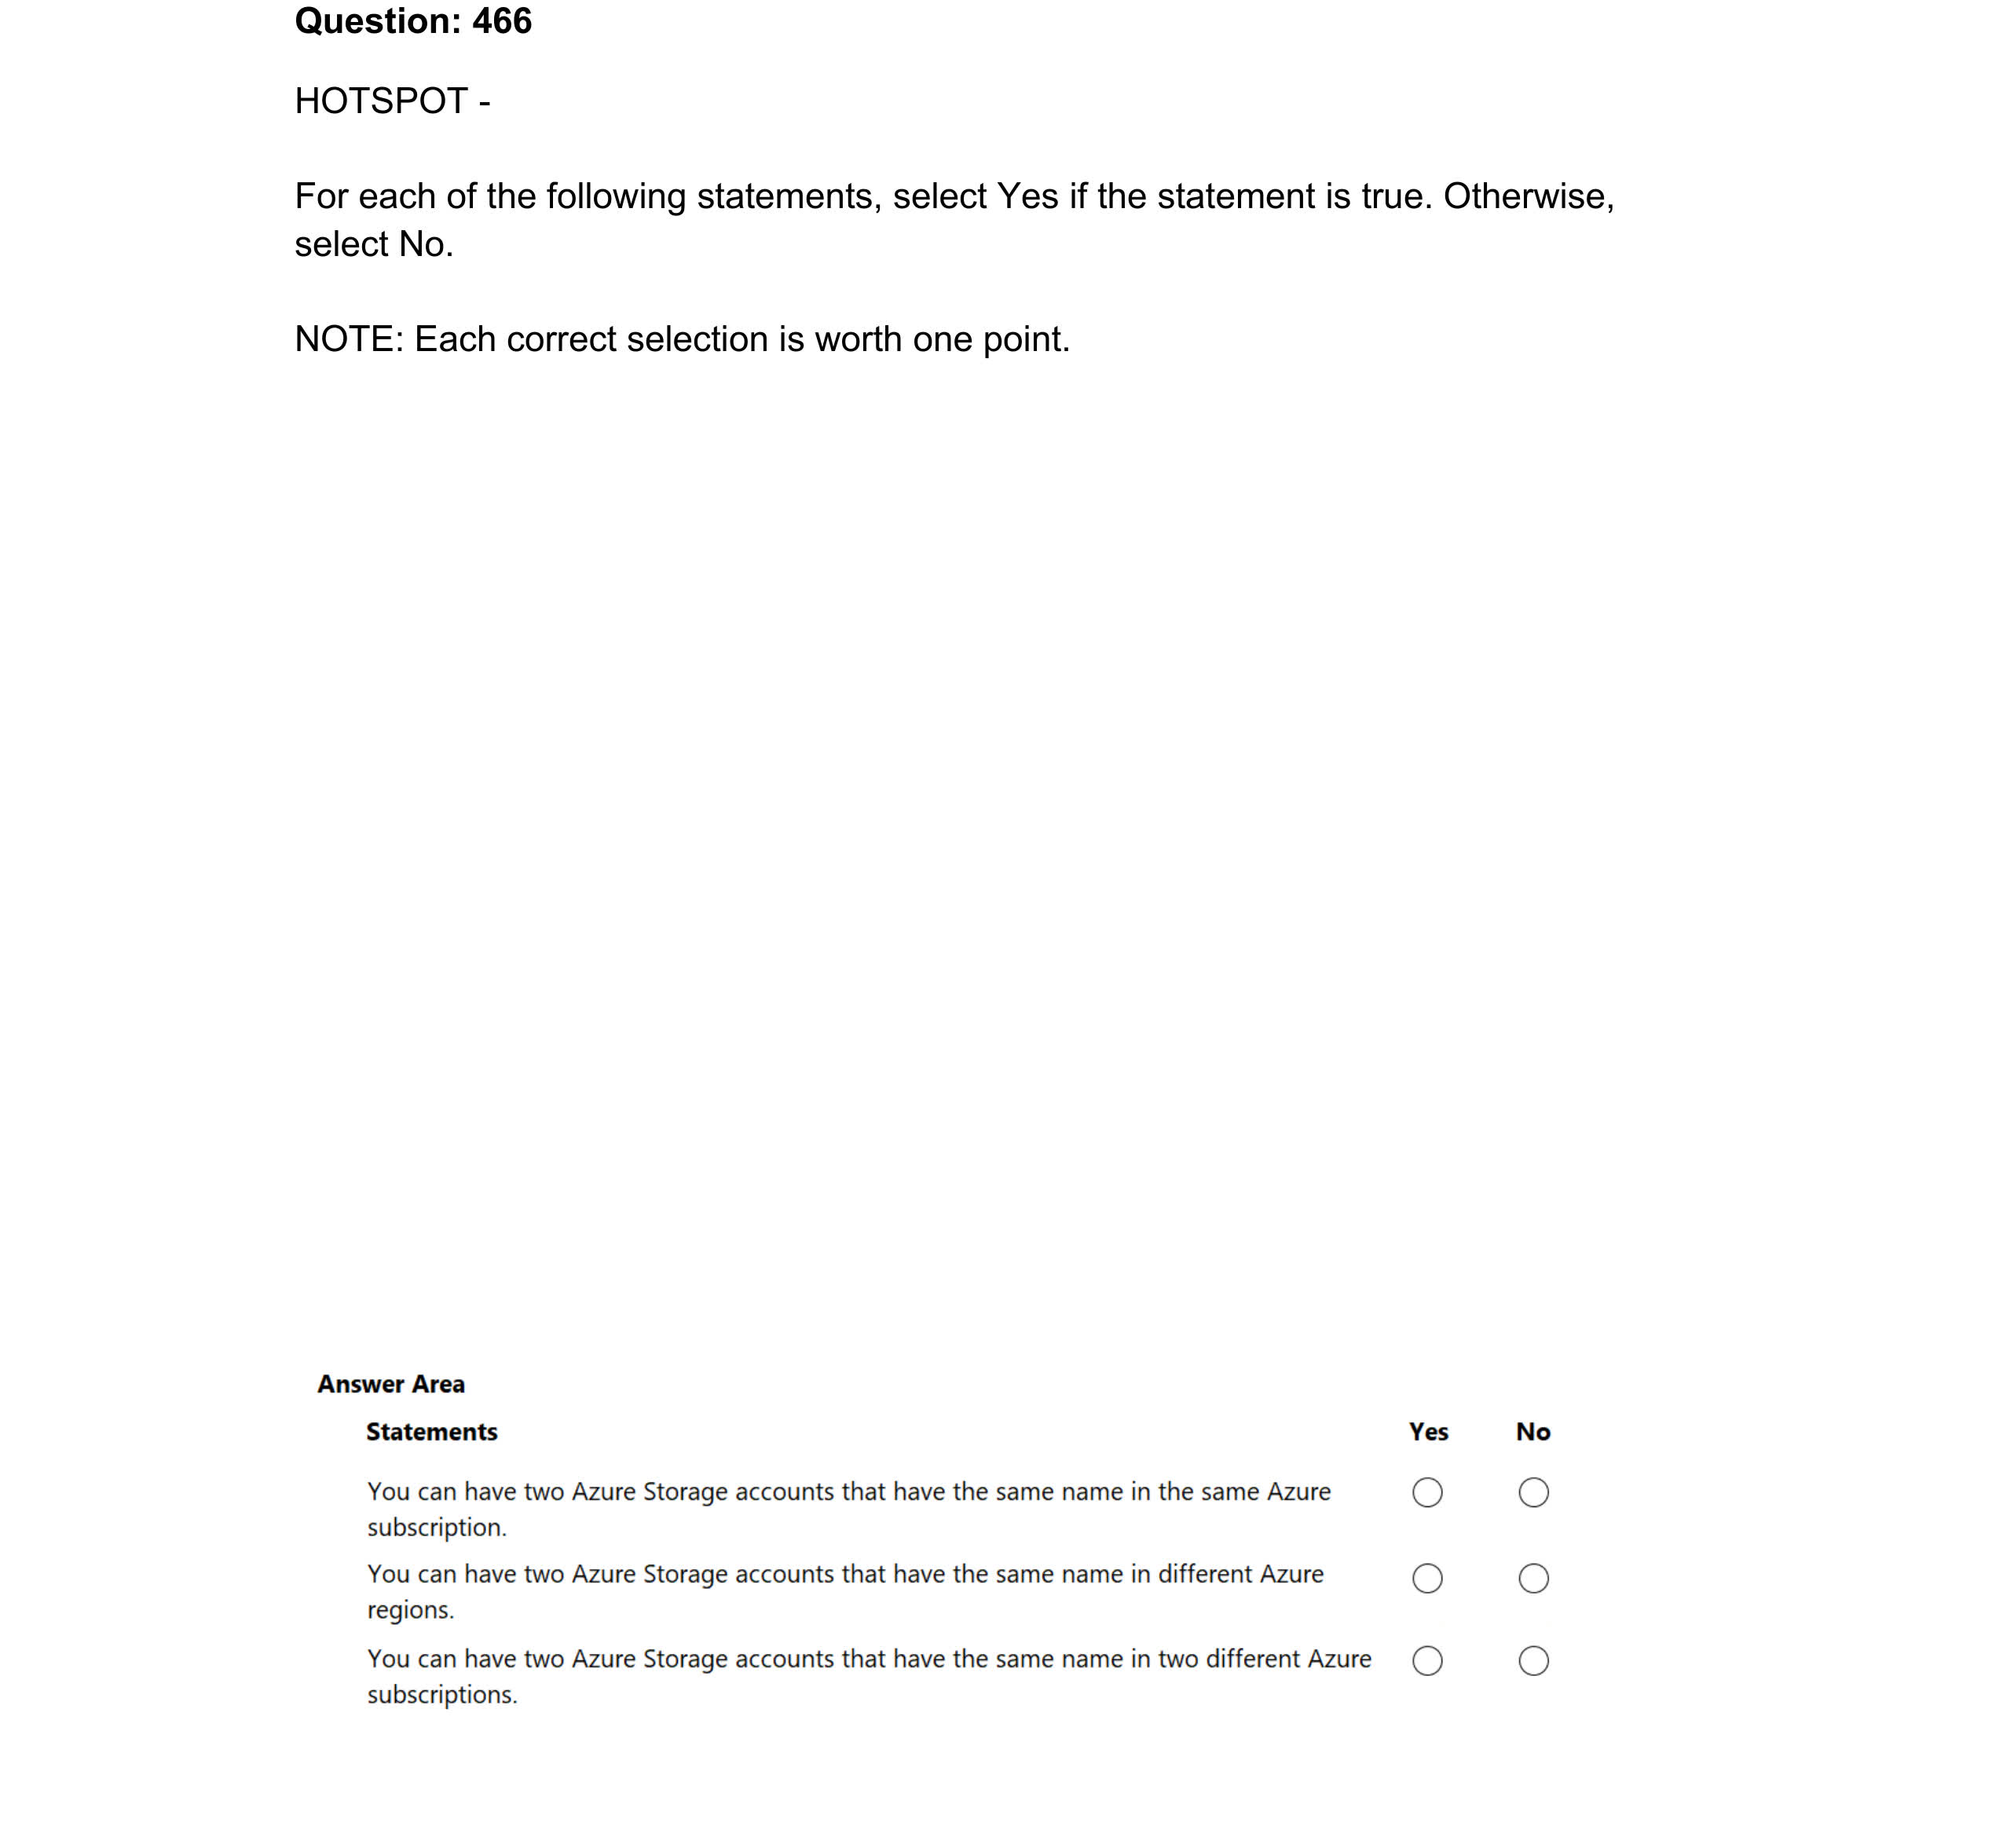 Question: 466
HOTSPOT -
For each of the following statements, select Yes if the statement is true. Otherwise,
select No.
NOTE: Each correct selection is worth one point.
Answer Area
Statements Yes No
You can have two Azure Storage accounts that have the same name in the same Azure
subscription.
You can have two Azure Storage accounts that have the same name in different Azure
regions.
You can have two Azure Storage accounts that have the same name in two different Azure
subscriptions.